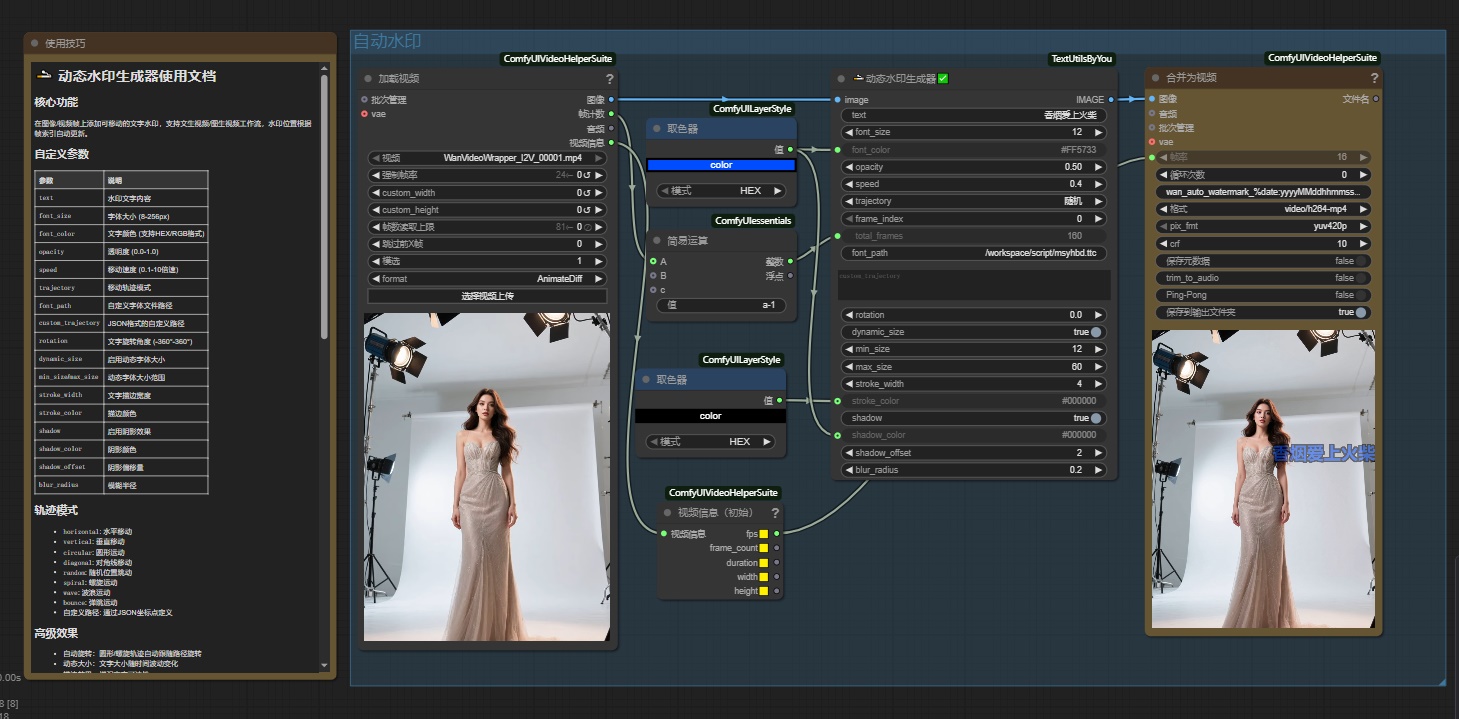 使用技巧
动态水印生成器使用文档
核心功能
在图像/视频帧上添加可移动的文字水印，支持文生视频/图生视频工作流，水印位置根据
帧索引自动更新。
自定义参数
参数 说明
text 水印文字内容
font_size 字体大小 (8-256px)
font_color 文字颜色 (支持HEX/RGB格式)
opacity 透明度 (0.0-1.0)
speed 移动速度 (0.1-10倍速)
trajectory 移动轨迹模式
font_path 自定义字体文件路径
custom_trajectory JSON格式的自定义路径
rotation 文字旋转角度 (-360°-360°)
dynamic_size 启用动态字体大小
min_size/max_size 动态字体大小范围
stroke_width 文字描边宽度
stroke_color 描边颜色
shadow 启用阴影效果
shadow_color 阴影颜色
shadow_offset 阴影偏移量
blur_radius 模糊半径
轨迹模式
horizontal: 水平移动
vertical: 垂直移动
circular: 圆形运动
diagonal: 对角线移动
random: 随机位置跳动
spiral: 螺旋运动
wave: 波浪运动
bounce: 弹跳运动
自定义路径: 通过JSON坐标点定义
高级效果
自动旋转：圆形/螺旋轨迹自动跟随路径旋转
动态大小：文字大小随时间波动变化
0.00s
8 [8]
18
自动水印
ComfyUIVideoHelperSuite
加载视频 ?
批次管理 图像
vae 帧计数
音频
视频信息
视频 WanVideoWrapper_I2V_00001.mp4
强制帧率 24← 0
custom_width 0
custom_height 0
帧数读取上限 81← 0
跳过前X帧 0
模选 1
format AnimateDiff
选择视频上传
ComfyUILayerStyle
取色器
值
color
模式 HEX
ComfyUIessentials
简易运算
A 整数
B 浮点
c
值 a-1
ComfyUILayerStyle
取色器
值
color
模式 HEX
ComfyUIVideoHelperSuite
视频信息（初始） ?
视频信息 fps
frame_count
duration
width
height
TextUtilsByYou
动态水印生成器
image IMAGE
text 香烟爱上火柴
font_size 12
font_color #FF5733
opacity 0.50
speed 0.4
trajectory 随机
frame_index 0
total_frames 160
font_path /workspace/script/msyhbd.ttc
custom_trajectory
rotation 0.0
dynamic_size true
min_size 12
max_size 60
stroke_width 4
stroke_color #000000
shadow true
shadow_color #000000
shadow_offset 2
blur_radius 0.2
ComfyUIVideoHelperSuite
合并为视频 ?
图像 文件名
音频
批次管理
vae
帧率 16
循环次数 0
wan_auto_watermark_%date:yyyyMMddhhmmss...
格式 video/h264-mp4
pix_fmt yuv420p
crf 10
保存元数据 false
trim_to_audio false
Ping-Pong false
保存到输出文件夹 true
香烟爱上火柴